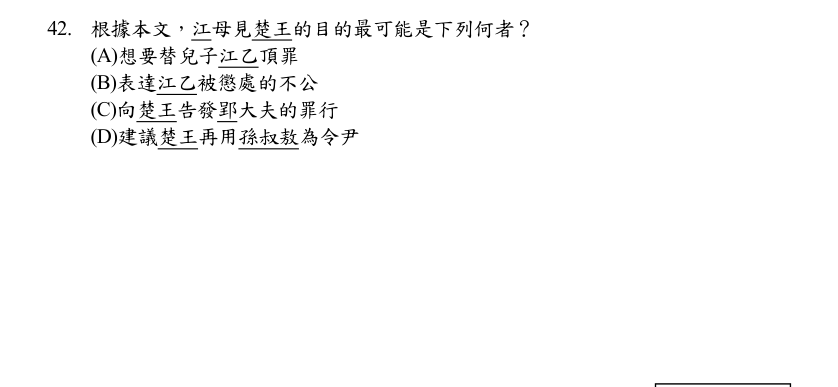 42. 根據本文，江母見楚王的目的最可能是下列何者？
(A)想要替兒子江乙頂罪
(B)表達江乙被懲處的不公
(C)向楚王告發郢大夫的罪行
(D)建議楚王再用孫叔敖為令尹